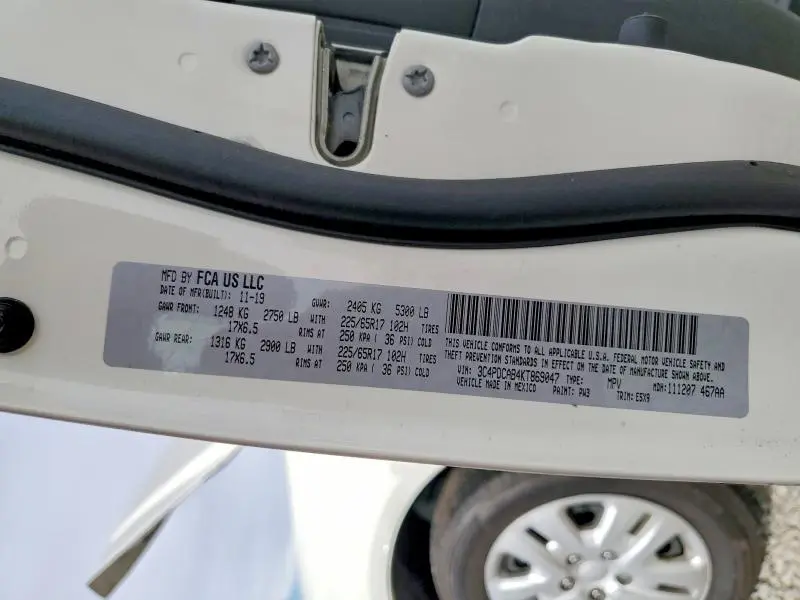 MFD BY FCA US LLC
DATE OF MFR(BUILT): 11-19 GVWR: 2405 KG 5300 LB
GAWR FRONT: 1248 KG 2750 LB WITH 225/65R17 102H TIRES
17X6.5 RIMS AT 250 KPA ( 36 PSI) COLD
GAWR REAR: 1316 KG 2900 LB WITH 225/65R17 102H TIRES
17X6.5 RIMS AT 250 KPA ( 36 PSI) COLD
THIS VEHICLE CONFORMS TO ALL APPLICABLE U.S.A. FEDERAL MOTOR VEHICLE SAFETY AND
THEFT PREVENTION STANDARDS IN EFFECT ON THE DATE OF MANUFACTURE SHOWN ABOVE.
VIN: 3C4PDCAB4KT869047 TYPE: MPV MDH: 111207 467AA
VEHICLE MADE IN MEXICO PAINT: PW3 TRIM: E5X9